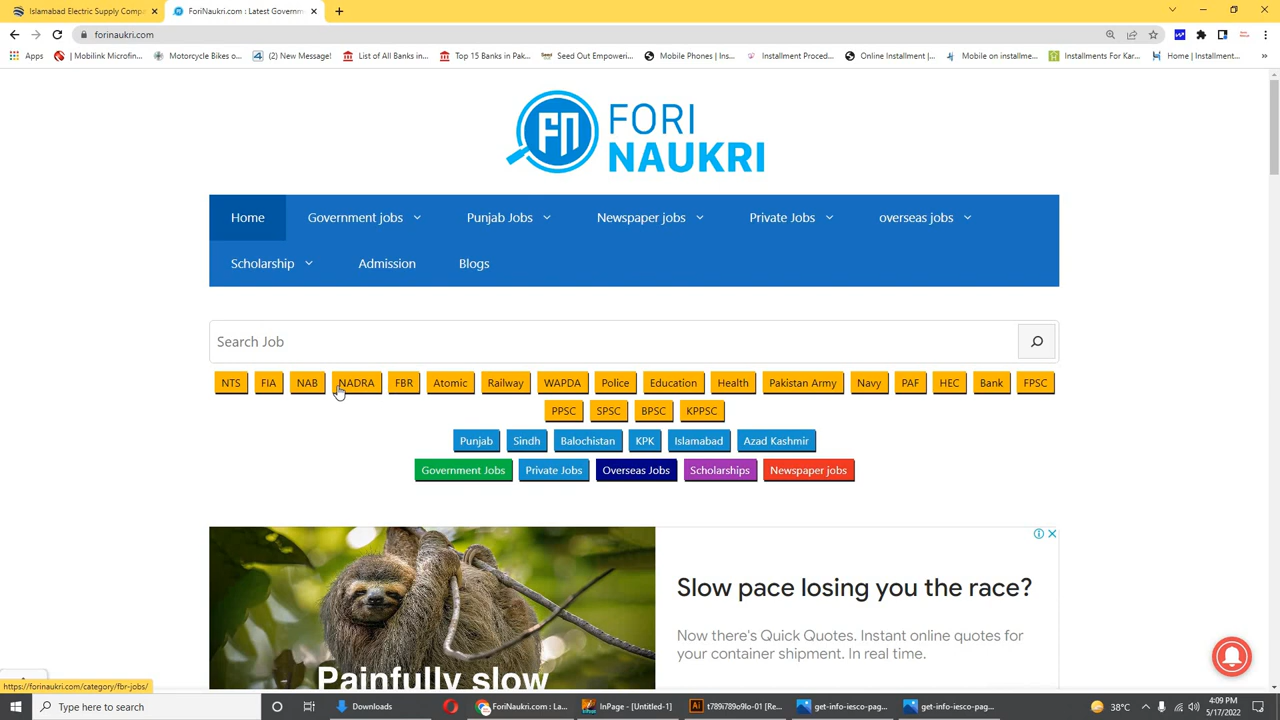 Islamabad Electric Supply Comp
ForiNaukri.com : Latest Governm
forinaukri.com
Apps
| Mobilink Microfin...
Motorcycle Bikes o
(2) New Message!
List of All Banks in...
Top 15 Banks in Pak...
Seed Out Empoweri...
Mobile Phones | Ins...
Installment Proced...
Online Installment |...
Mobile on installme...
Installments For Kar...
Home | Installment...
»
FN FORI
NAUKRI
Home
Government jobs
Punjab Jobs
Newspaper jobs
Private Jobs
overseas jobs
Scholarship
Admission
Blogs
Search Job
NTS
FIA
NAB
NADRA
FBR
Atomic
Railway
WAPDA
Police
Education
Health
Pakistan Army
Navy
PAF
HEC
Bank
FPSC
PPSC
SPSC
BPSC
KPPSC
Punjab
Sindh
Balochistan
KPK
Islamabad
Azad Kashmir
Government Jobs
Private Jobs
Overseas Jobs
Scholarships
Newspaper jobs
Painfully slow
Slow pace losing you the race?
Now there's Quick Quotes. Instant online quotes for
your container shipment. In real time.
https://forinaukri.com/category/fbr-jobs/
Type here to search
Downloads
ForiNaukri.com : La...
InPage - [Untitled-1]
t789i789o9lo-01 [Re...
get-info-iesco-pag...
get-info-iesco-pag...
38°C
4:09 PM
5/17/2022